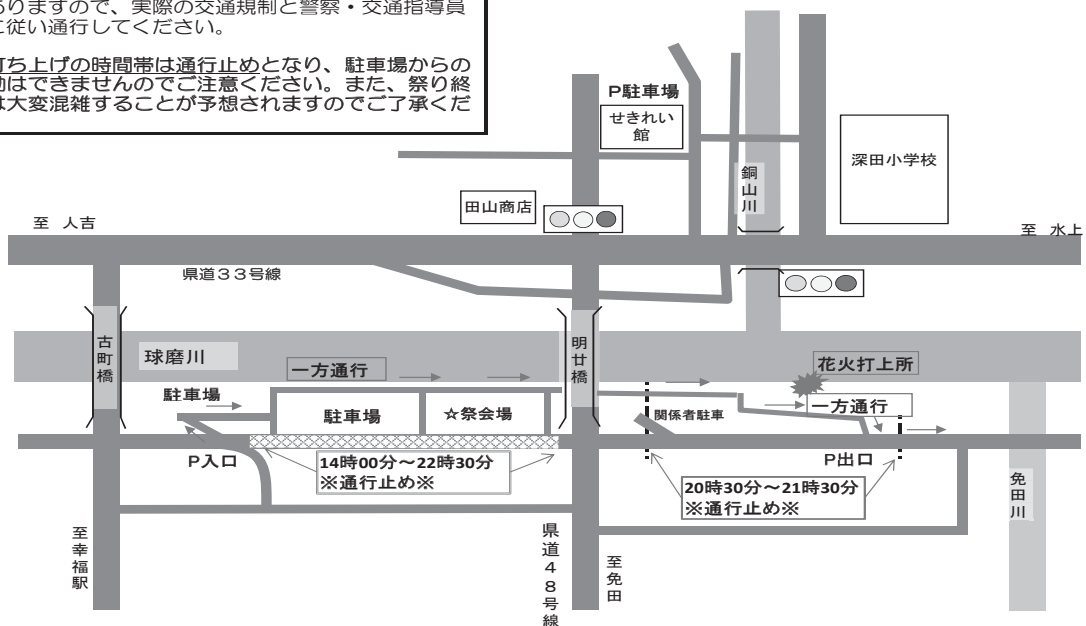 ありますので、実際の交通規制と警察・交通指導員
に従い通行してください。
打ち上げの時間帯は通行止めとなり、駐車場からの
動はできませんのでご注意ください。また、祭り終
は大変混雑することが予想されますのでご了承くだ
P駐車場
せきれい
館
深田小学校
銅山川
田山商店
至 人吉
至 水上
県道33号線
古町橋
球磨川
明廿橋
一方通行
花火打上所
駐車場
駐車場
☆祭会場
関係者駐車
一方通行
P入口
14時00分～22時30分
※通行止め※
P出口
20時30分～21時30分
※通行止め※
免田川
至幸福駅
県道48号線
至免田